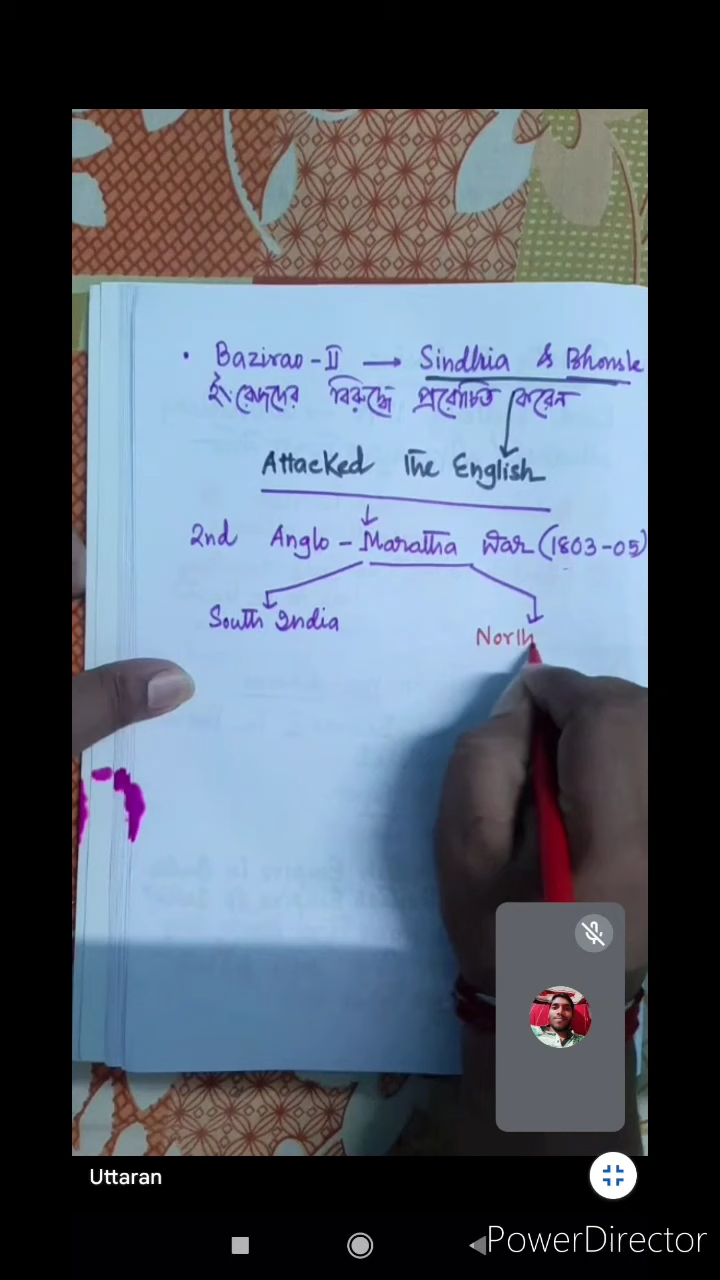 • Bazirao - II → Sindhia & Bhonsle
ইংরেজদের বিরুদ্ধে প্ররোচিত করেন
Attacked The English
2nd Anglo - Maratha War (1803-05)
South India
North
Uttaran
PowerDirector